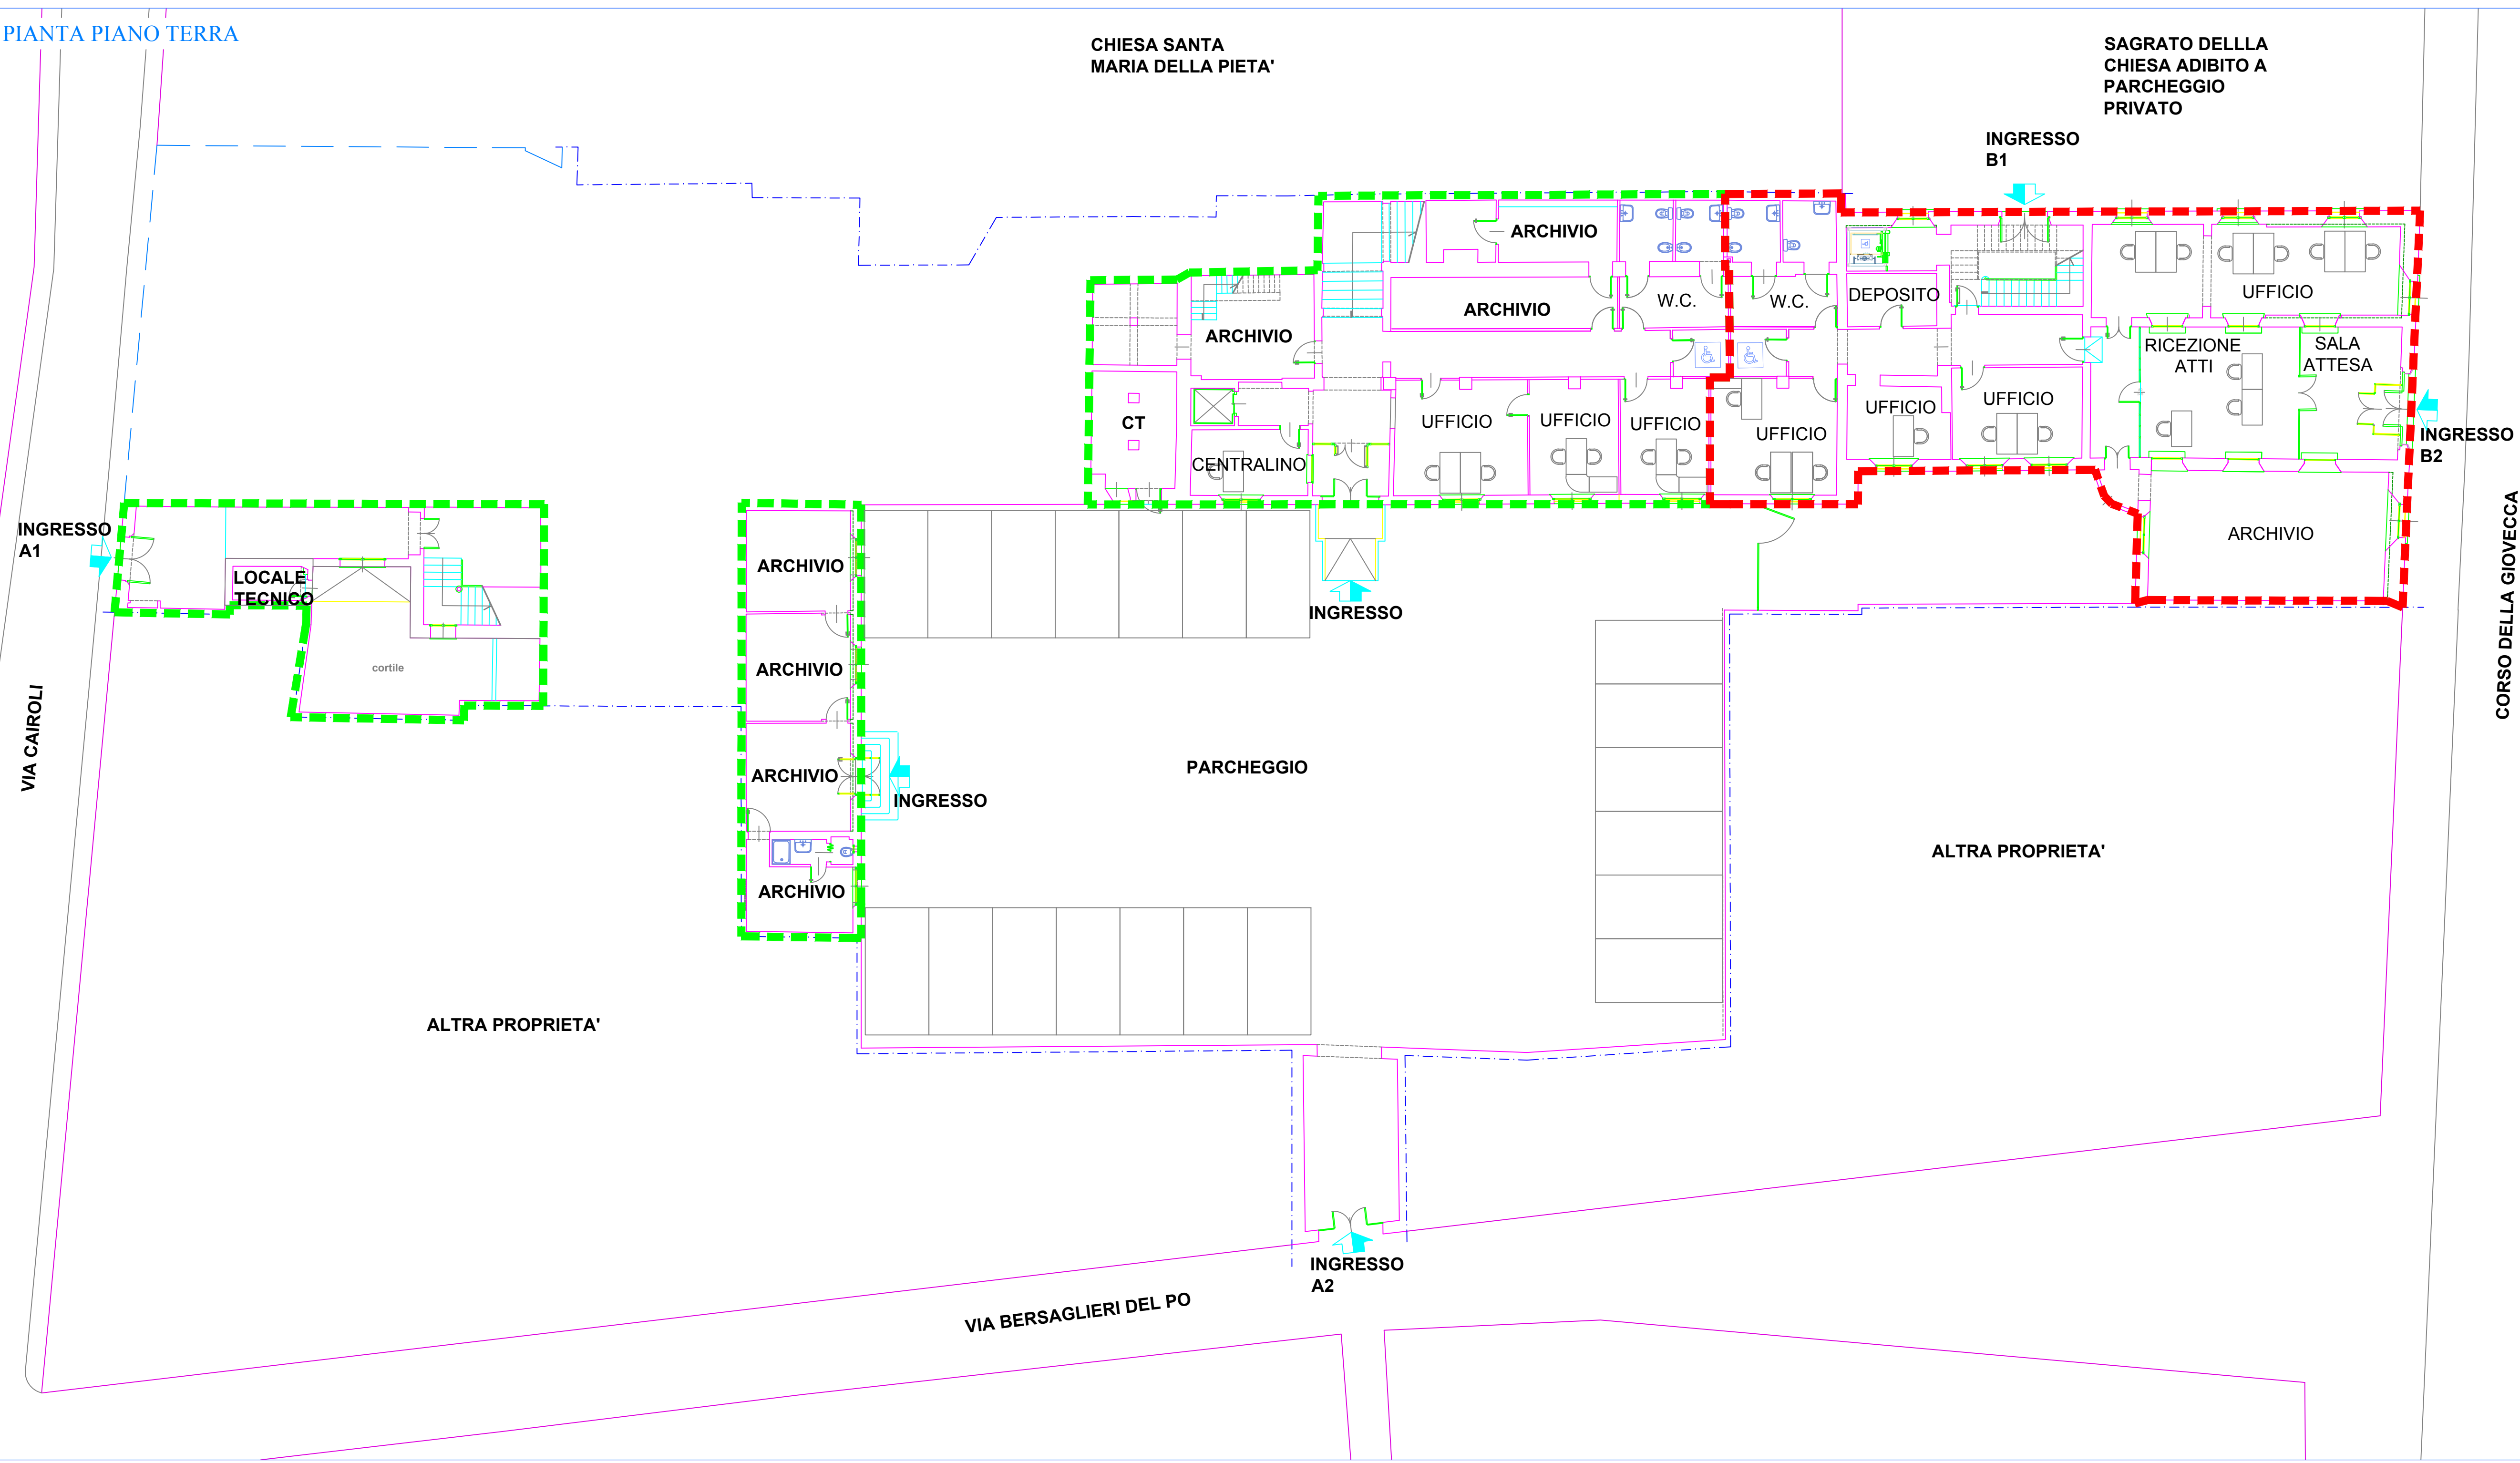 PIANTA PIANO TERRA
CHIESA SANTA
MARIA DELLA PIETA'
SAGRATO DELLLA
CHIESA ADIBITO A
PARCHEGGIO
PRIVATO
INGRESSO
B1
ARCHIVIO
ARCHIVIO
W.C.
W.C.
DEPOSITO
UFFICIO
ARCHIVIO
RICEZIONE
ATTI
SALA
ATTESA
CT
CENTRALINO
UFFICIO
UFFICIO
UFFICIO
UFFICIO
UFFICIO
UFFICIO
INGRESSO
B2
ARCHIVIO
CORSO DELLA GIOVECCA
INGRESSO
A1
LOCALE
TECNICO
cortile
ARCHIVIO
INGRESSO
ARCHIVIO
VIA CAIROLI
ARCHIVIO
INGRESSO
PARCHEGGIO
ARCHIVIO
ALTRA PROPRIETA'
ALTRA PROPRIETA'
INGRESSO
A2
VIA BERSAGLIERI DEL PO